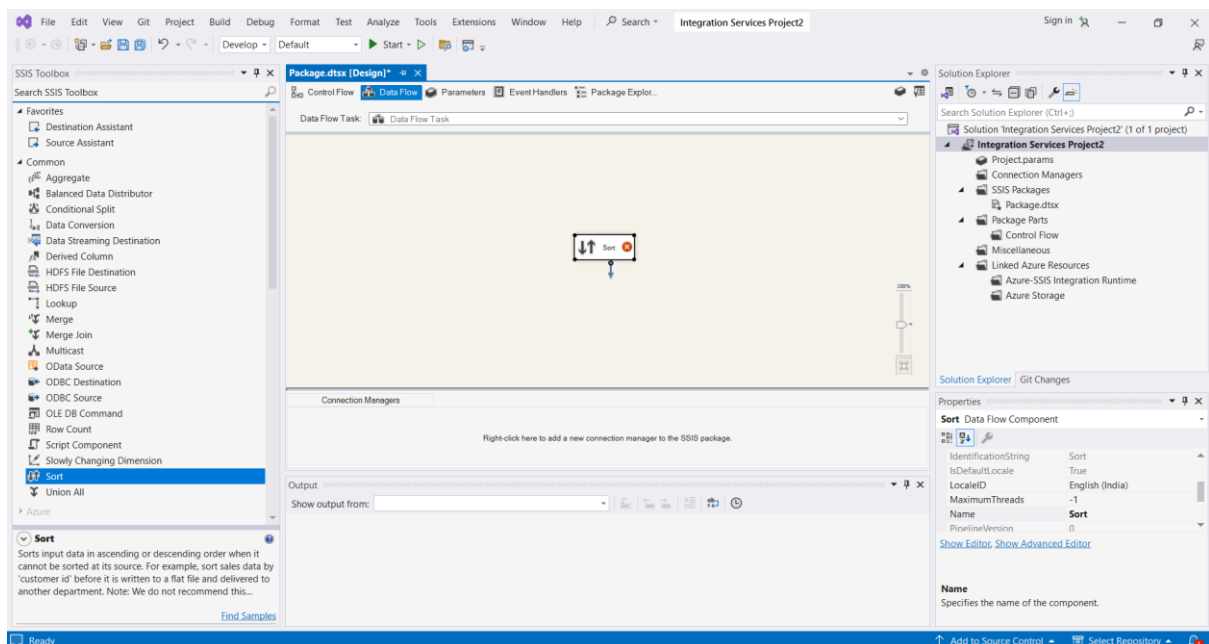 File Edit View Git Project Build Debug Format Test Analyze Tools Extensions Window Help Search Integration Services Project2 Sign in
Develop Default Start
SSIS Toolbox
Search SSIS Toolbox
Favorites
Destination Assistant
Source Assistant
Common
Aggregate
Balanced Data Distributor
Conditional Split
Data Conversion
Data Streaming Destination
Derived Column
HDFS File Destination
HDFS File Source
Lookup
Merge
Merge Join
Multicast
OData Source
ODBC Destination
ODBC Source
OLE DB Command
Row Count
Script Component
Slowly Changing Dimension
Sort
Union All
Azure
Sort
Sorts input data in ascending or descending order when it
cannot be sorted at its source. For example, sort sales data by
'customer id' before it is written to a flat file and delivered to
another department. Note: We do not recommend this...
Find Samples
Package.dtsx [Design]*
Control Flow Data Flow Parameters Event Handlers Package Explor...
Data Flow Task: Data Flow Task
Sort
100%
Connection Managers
Right-click here to add a new connection manager to the SSIS package.
Output
Show output from:
Solution Explorer
Search Solution Explorer (Ctrl+;)
Solution 'Integration Services Project2' (1 of 1 project)
Integration Services Project2
Project.params
Connection Managers
SSIS Packages
Package.dtsx
Package Parts
Control Flow
Miscellaneous
Linked Azure Resources
Azure-SSIS Integration Runtime
Azure Storage
Solution Explorer Git Changes
Properties
Sort Data Flow Component
IdentificationString Sort
IsDefaultLocale True
LocaleID English (India)
MaximumThreads -1
Name Sort
PipelineVersion 0
Show Editor, Show Advanced Editor
Name
Specifies the name of the component.
Ready
Add to Source Control Select Repository